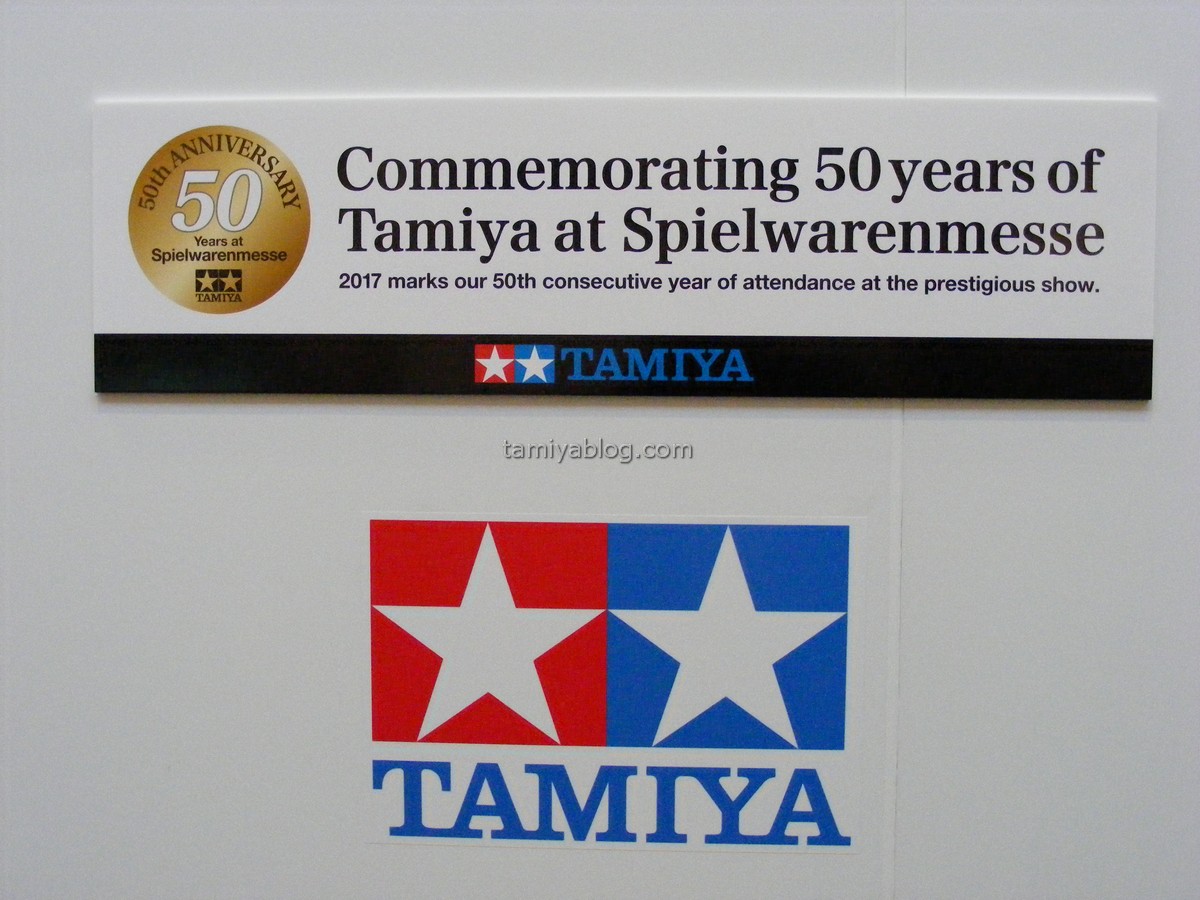 50th ANNIVERSARY
50
Years at
Spielwarenmesse
TAMIYA
Commemorating 50 years of
Tamiya at Spielwarenmesse
2017 marks our 50th consecutive year of attendance at the prestigious show.
TAMIYA
tamiyablog.com
TAMIYA